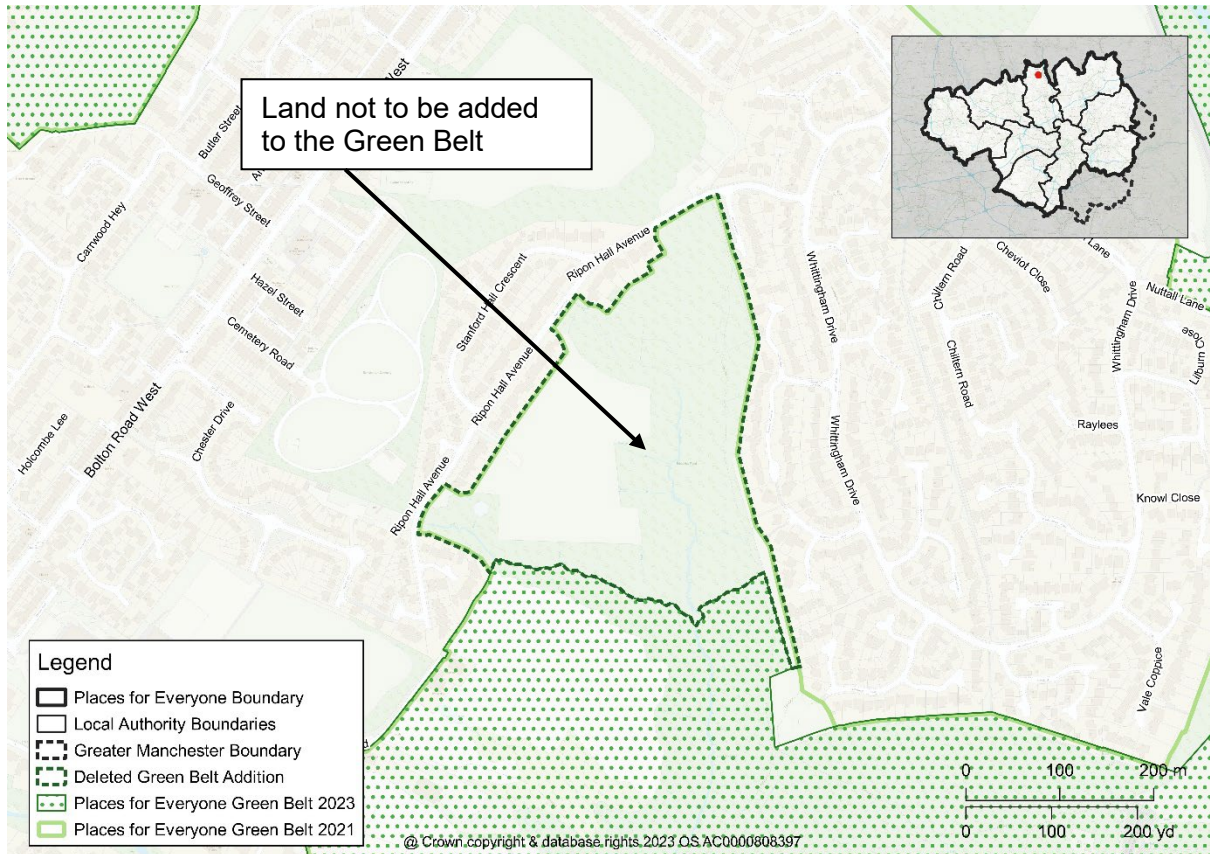 Land not to be added
to the Green Belt
West
Butler Street
Geoffrey Street
Carrwood Hey
Hazel Street
Cemetery Road
Chester Drive
Bolton Road West
Holcombe Lee
Stanford Hall Crescent
Ripon Hall Avenue
Ripon Hall Avenue
Ripon Hall Avenue
Whittingham Drive
Whittingham Drive
Chiltern Road
Chiltern Road
Cheviot Close
Lane
Whittingham Drive
Nuttall Lane
Lilburn Close
Raylees
Knowl Close
Vale Coppice
Legend
Places for Everyone Boundary
Local Authority Boundaries
Greater Manchester Boundary
Deleted Green Belt Addition
Places for Everyone Green Belt 2023
Places for Everyone Green Belt 2021
0 100 200 m
0 100 200 yd
@ Crown copyright & database rights 2023 OS AC0000808397